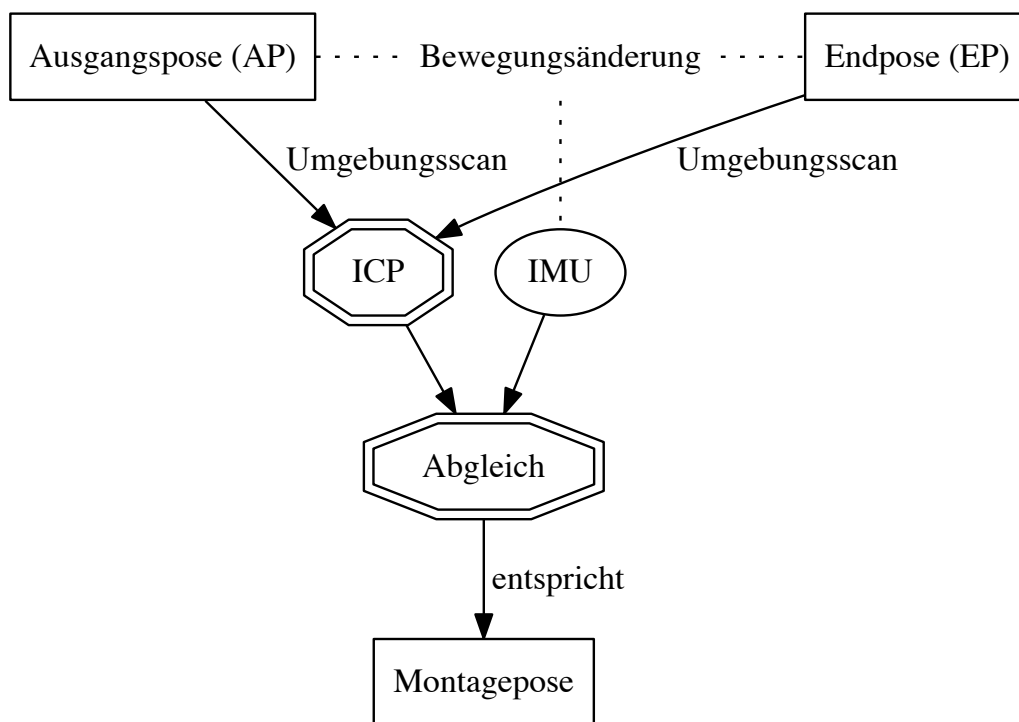 Ausgangspose (AP)
Bewegungsänderung
Endpose (EP)
Umgebungsscan
Umgebungsscan
ICP
IMU
Abgleich
entspricht
Montagepose